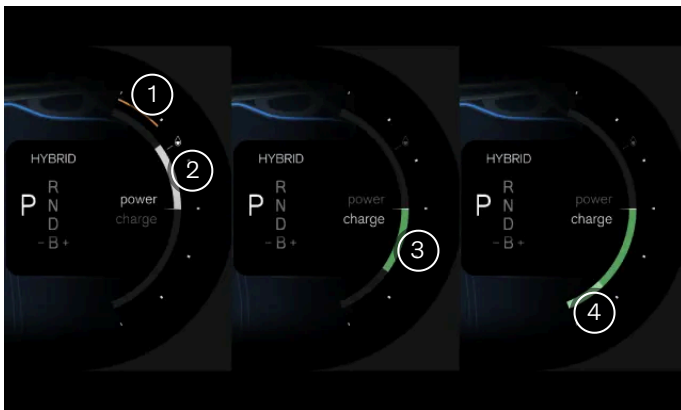 1
2
HYBRID
P
R
N
D
- B +
power
charge
HYBRID
P
R
N
D
- B +
power
charge
3
HYBRID
P
R
N
D
- B +
power
charge
4